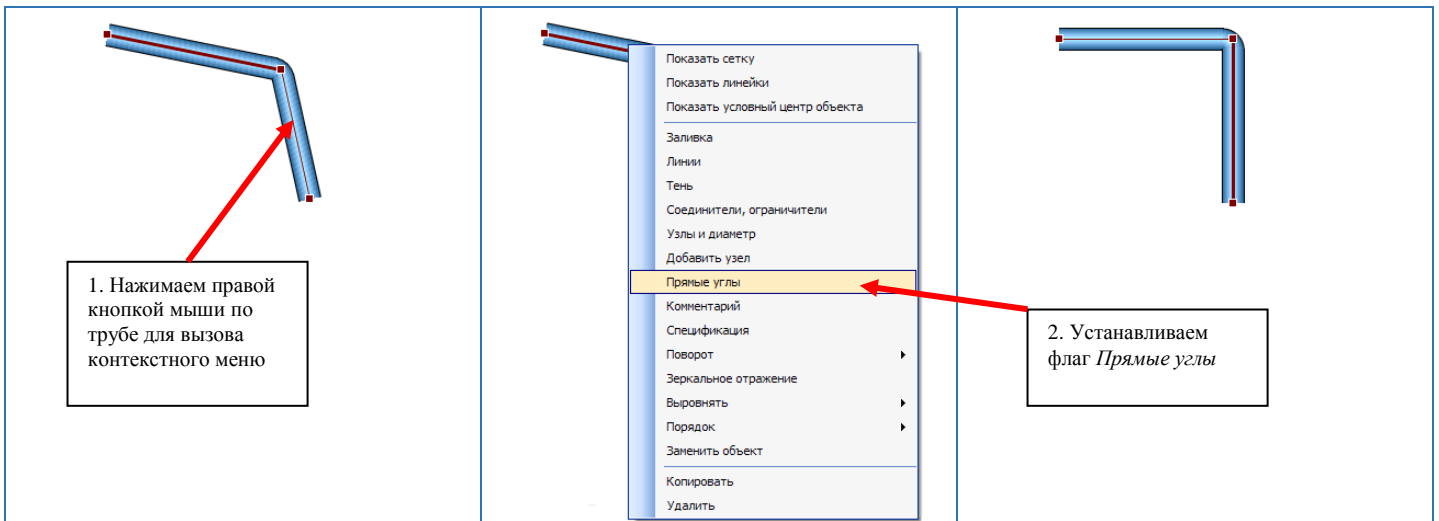 1. Нажимаем правой
кнопкой мыши по
трубе для вызова
контекстного меню
Показать сетку
Показать линейки
Показать условный центр объекта
Заливка
Линии
Тень
Соединители, ограничители
Узлы и диаметр
Добавить узел
Прямые углы
Комментарий
Спецификация
Поворот
Зеркальное отражение
Выровнять
Порядок
Заменить объект
Копировать
Удалить
2. Устанавливаем
флаг Прямые углы